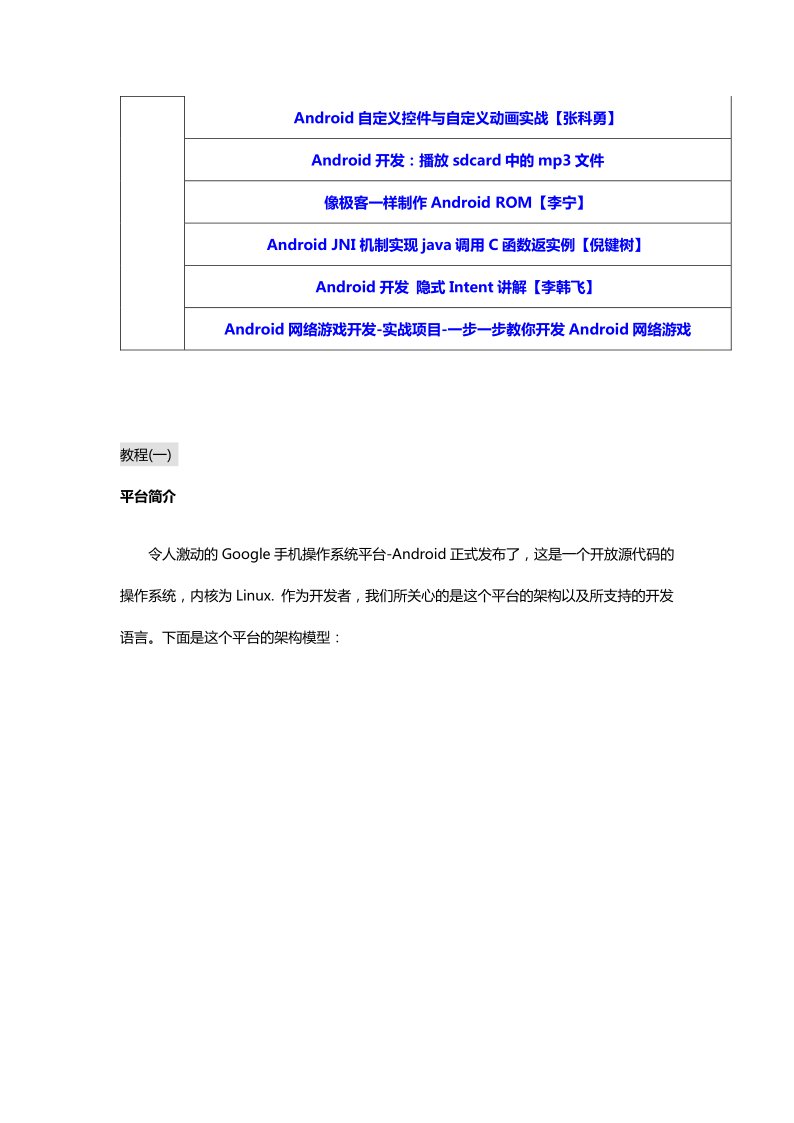 Android 自定义控件与自定义动画实战【张科勇】
Android 开发：播放 sdcard 中的 mp3 文件
像极客一样制作 Android ROM【李宁】
Android JNI 机制实现 java 调用 C 函数返实例【倪键树】
Android 开发 隐式 Intent 讲解【李韩飞】
Android 网络游戏开发-实战项目-一步一步教你开发 Android 网络游戏
教程(一)
平台简介
令人激动的 Google 手机操作系统平台-Android 正式发布了，这是一个开放源代码的
操作系统，内核为 Linux. 作为开发者，我们所关心的是这个平台的架构以及所支持的开发
语言。下面是这个平台的架构模型：